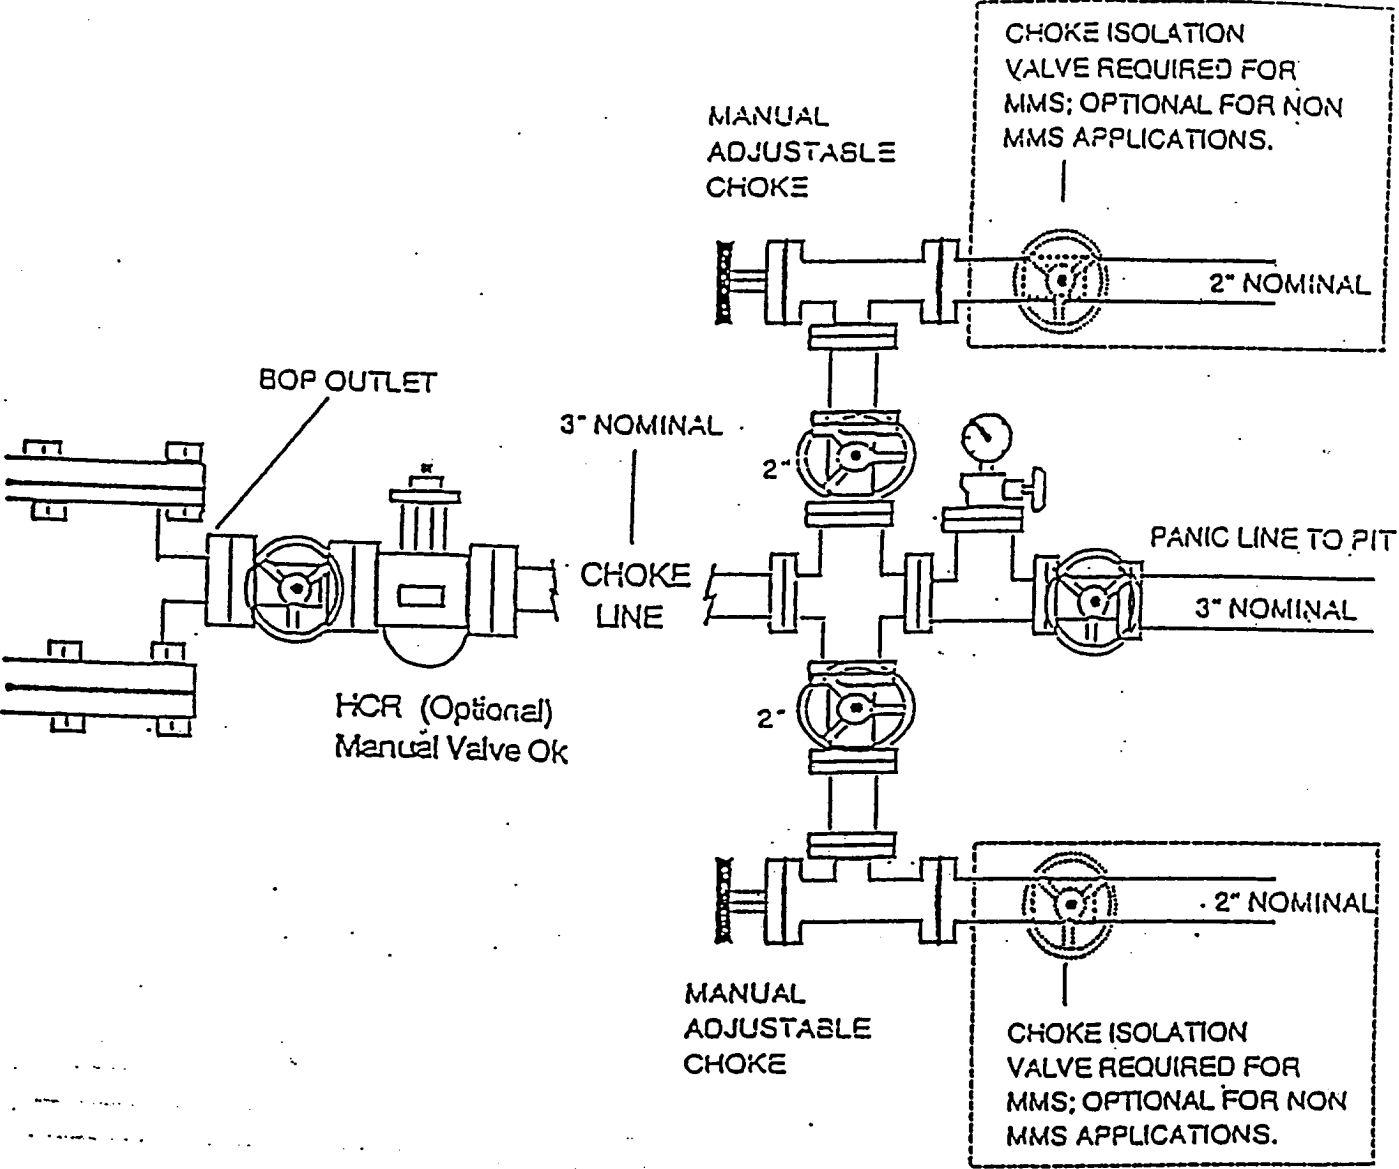 CHOKE ISOLATION
VALVE REQUIRED FOR
MMS; OPTIONAL FOR NON
MMS APPLICATIONS.
MANUAL
ADJUSTABLE
CHOKE
2" NOMINAL
BOP OUTLET
3" NOMINAL
2"
PANIC LINE TO PIT
CHOKE
LINE
3" NOMINAL
HCR (Optional)
Manual Valve Ok
2"
2" NOMINAL
MANUAL
ADJUSTABLE
CHOKE
CHOKE ISOLATION
VALVE REQUIRED FOR
MMS; OPTIONAL FOR NON
MMS APPLICATIONS.